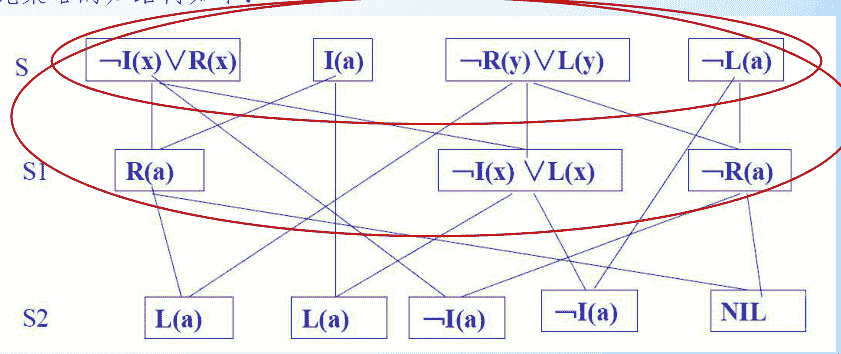 S
¬I(x)∨R(x) I(a) ¬R(y)∨L(y) ¬L(a)
S1
R(a) ¬I(x) ∨L(x) ¬R(a)
S2
L(a) L(a) ¬I(a) ¬I(a) NIL